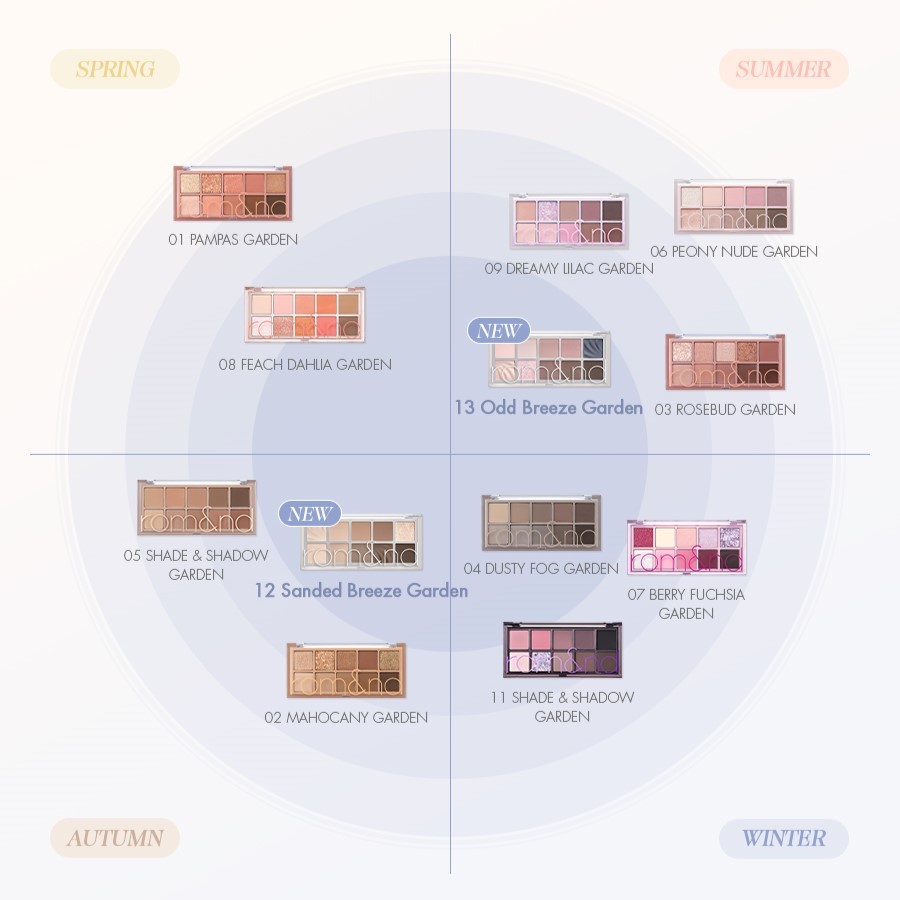 SPRING
SUMMER
rom&nd
01 PAMPAS GARDEN
rom&nd
09 DREAMY LILAC GARDEN
rom&nd
06 PEONY NUDE GARDEN
rom&nd
08 FEACH DAHLIA GARDEN
NEW
rom&nd
13 Odd Breeze Garden
rom&nd
03 ROSEBUD GARDEN
rom&nd
05 SHADE & SHADOW
GARDEN
NEW
rom&nd
12 Sanded Breeze Garden
rom&nd
04 DUSTY FOG GARDEN
rom&nd
07 BERRY FUCHSIA
GARDEN
rom&nd
02 MAHOCANY GARDEN
rom&nd
11 SHADE & SHADOW
GARDEN
AUTUMN
WINTER